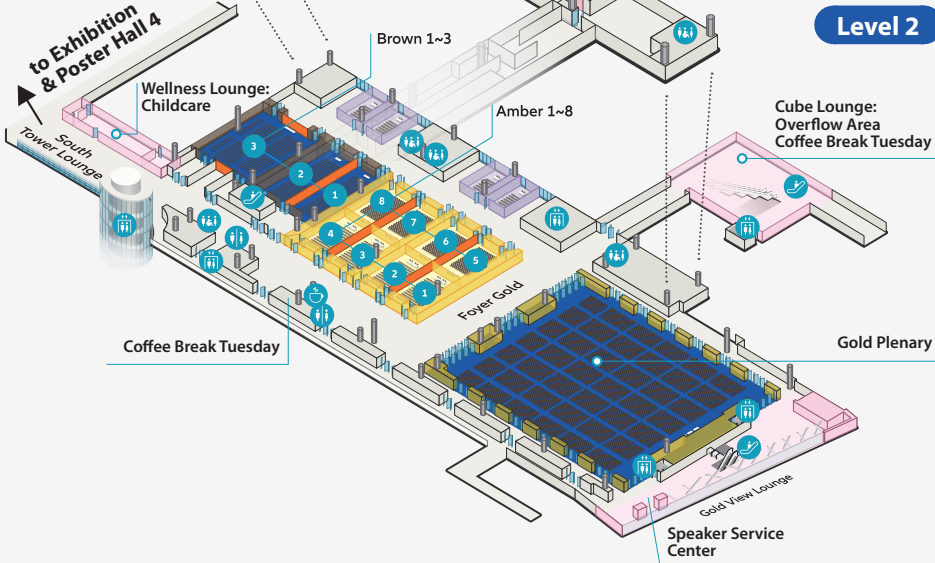 to Exhibition
& Poster Hall 4
Level 2
Brown 1~3
Wellness Lounge:
Childcare
Amber 1~8
Cube Lounge:
Overflow Area
Coffee Break Tuesday
South
Tower Lounge
3
2
1
8
7
6
5
4
3
2
1
Foyer Gold
Coffee Break Tuesday
Gold Plenary
Gold View Lounge
Speaker Service
Center